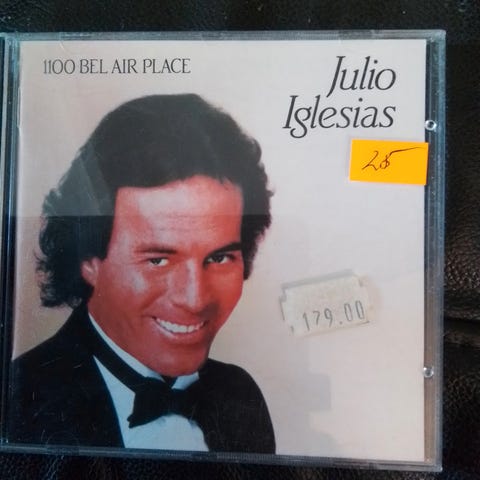 1100 BEL AIR PLACE
Julio
Iglesias
25
179.00